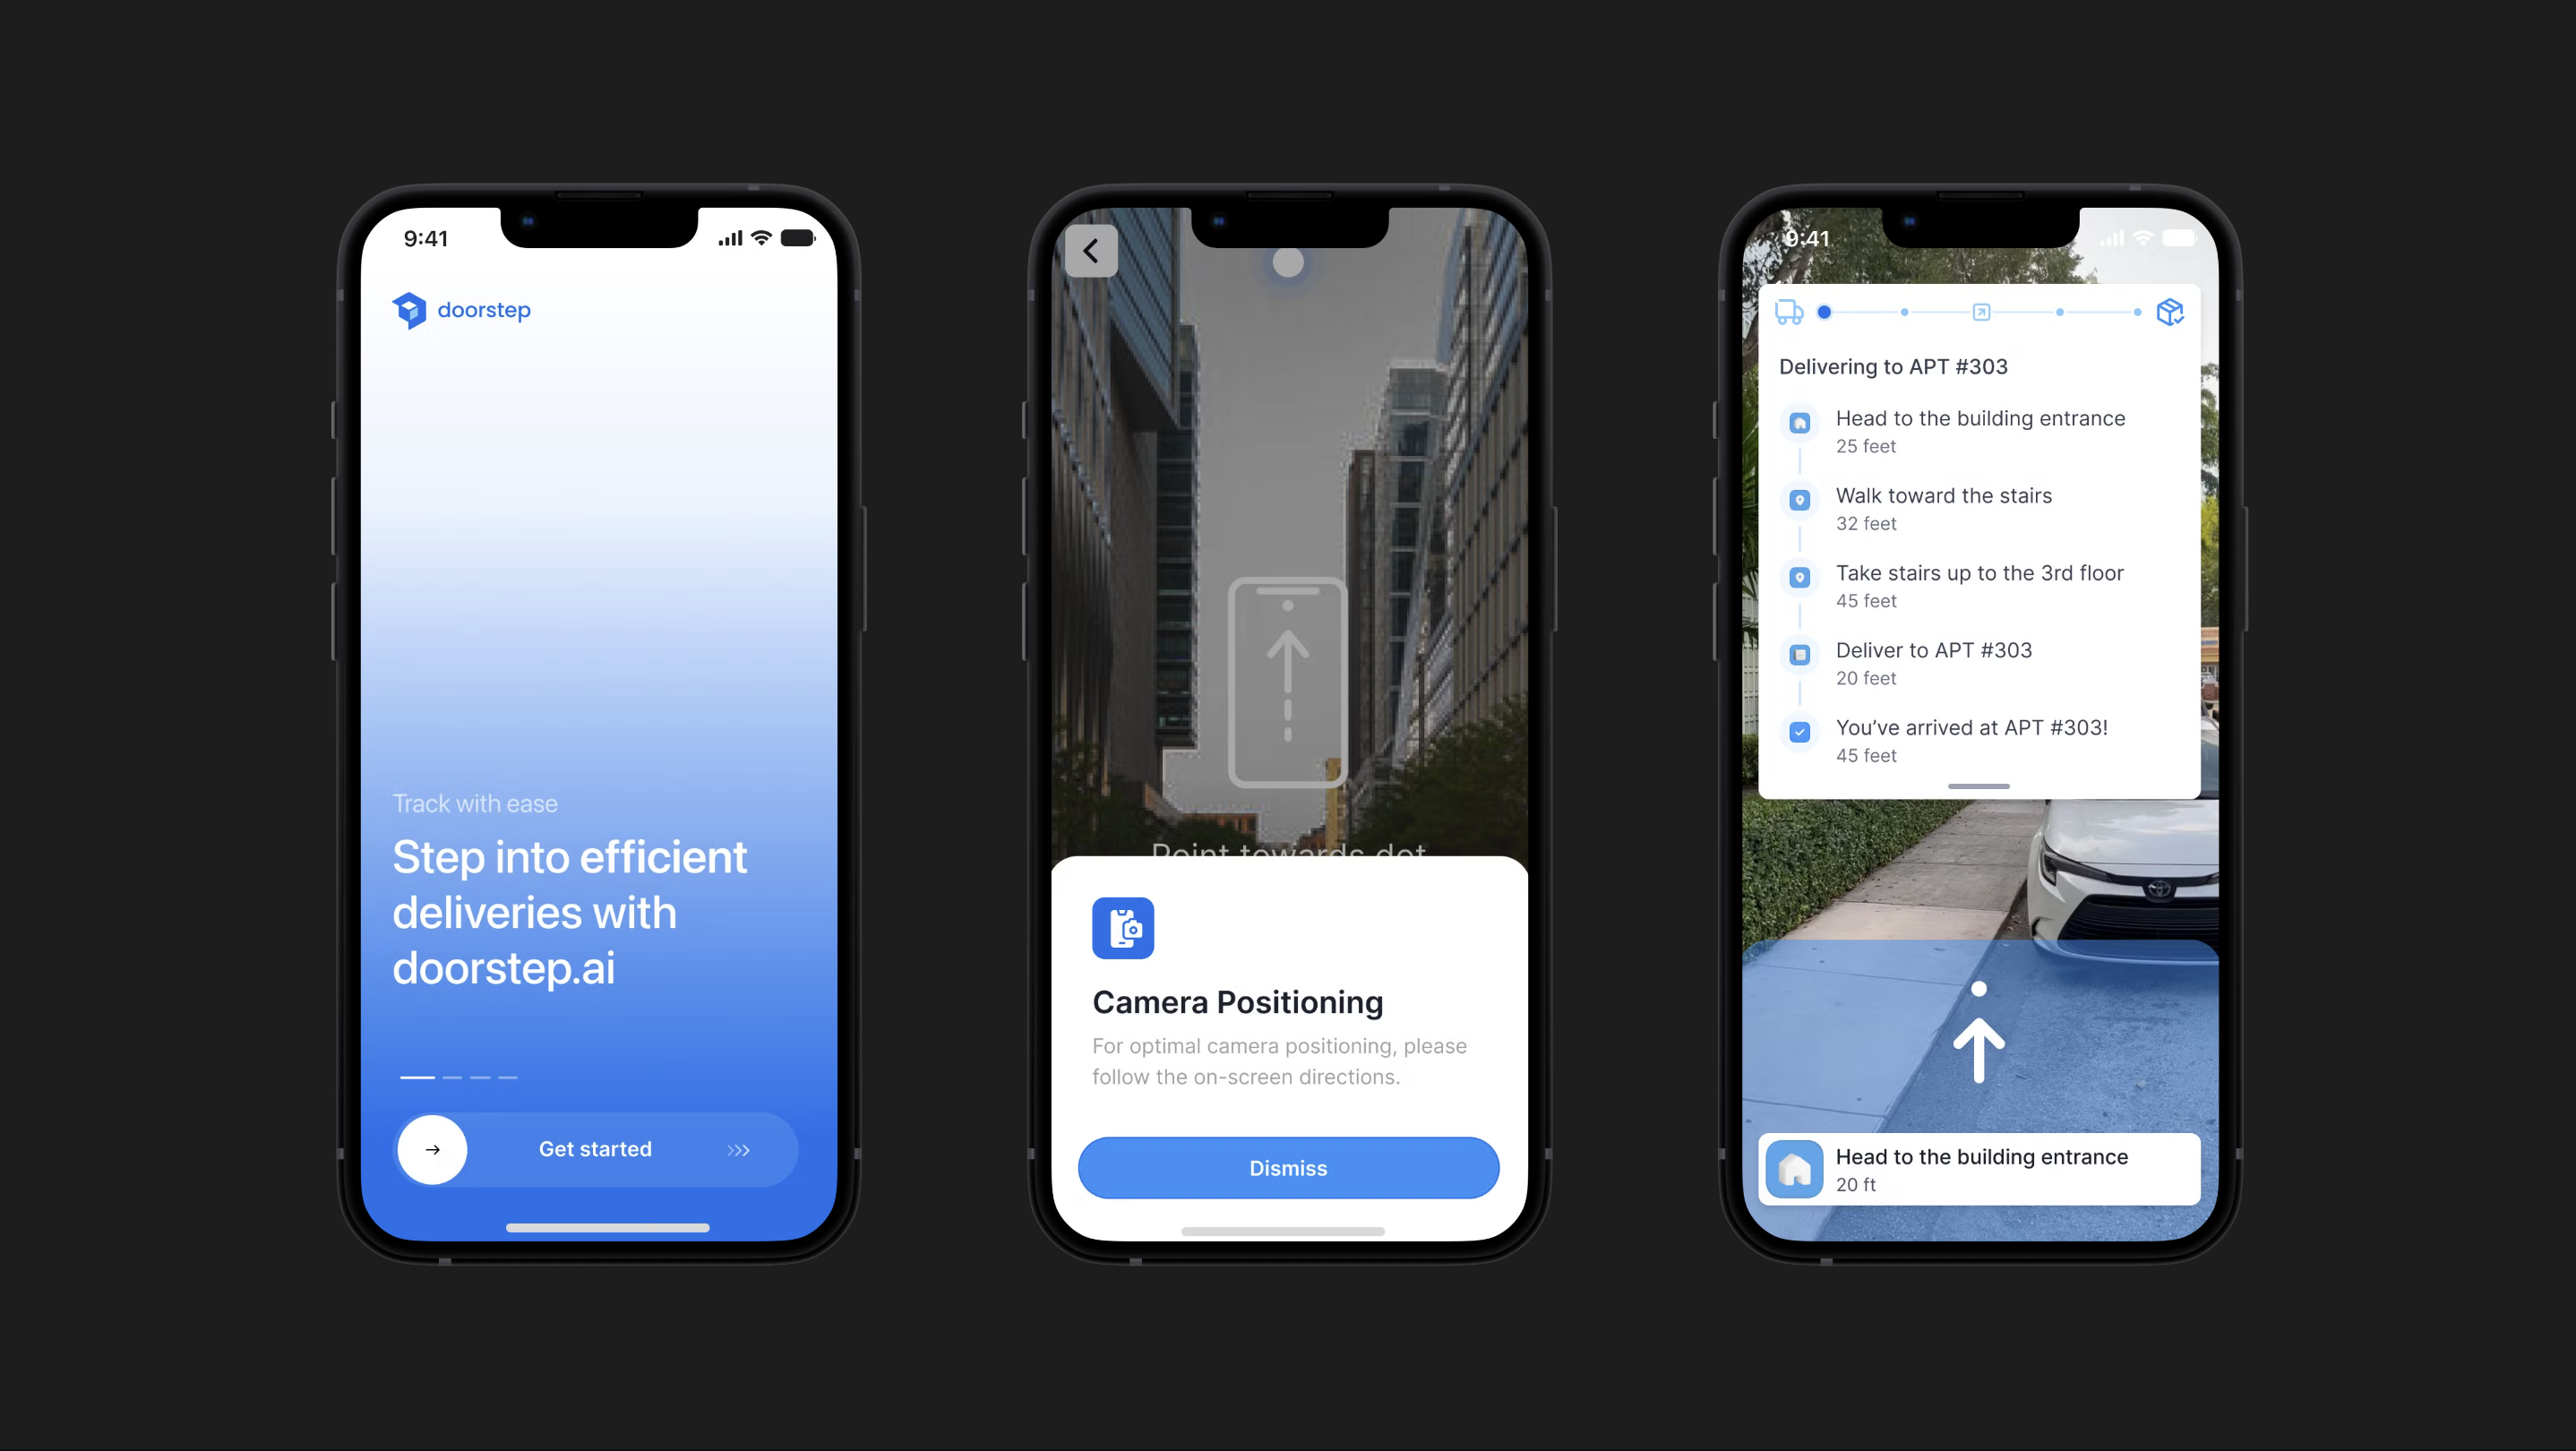 9:41
doorstep
Track with ease
Step into efficient
deliveries with
doorstep.ai
Get started
Point towards dot
Camera Positioning
For optimal camera positioning, please
follow the on-screen directions.
Dismiss
9:41
Delivering to APT #303
Head to the building entrance
25 feet
Walk toward the stairs
32 feet
Take stairs up to the 3rd floor
45 feet
Deliver to APT #303
20 feet
You’ve arrived at APT #303!
45 feet
Head to the building entrance
20 ft